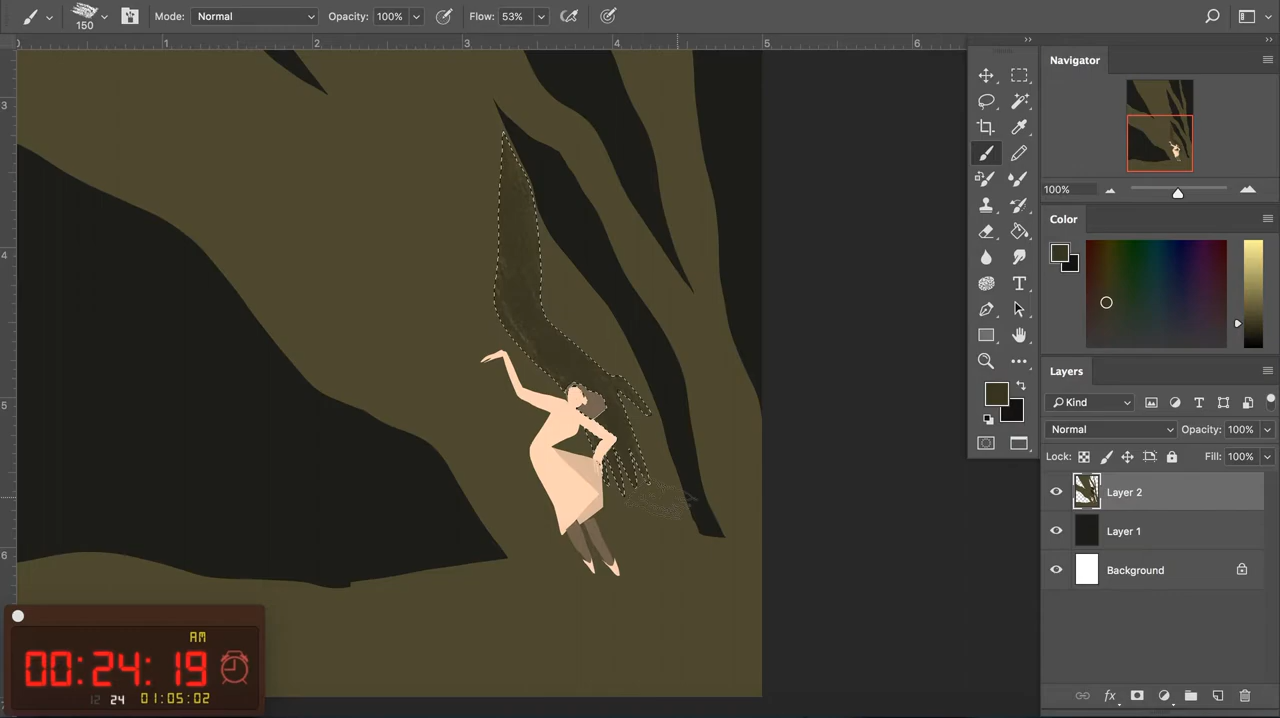 150
Mode: Normal
Opacity: 100%
Flow: 53%
0 1 2 3 4 5 6
3
4
5
6
Navigator
100%
Color
Layers
Kind
Normal
Opacity: 100%
Lock:
Fill: 100%
Layer 2
Layer 1
Background
fx
T
T
AM
00:24:19
12 24 01:05:02